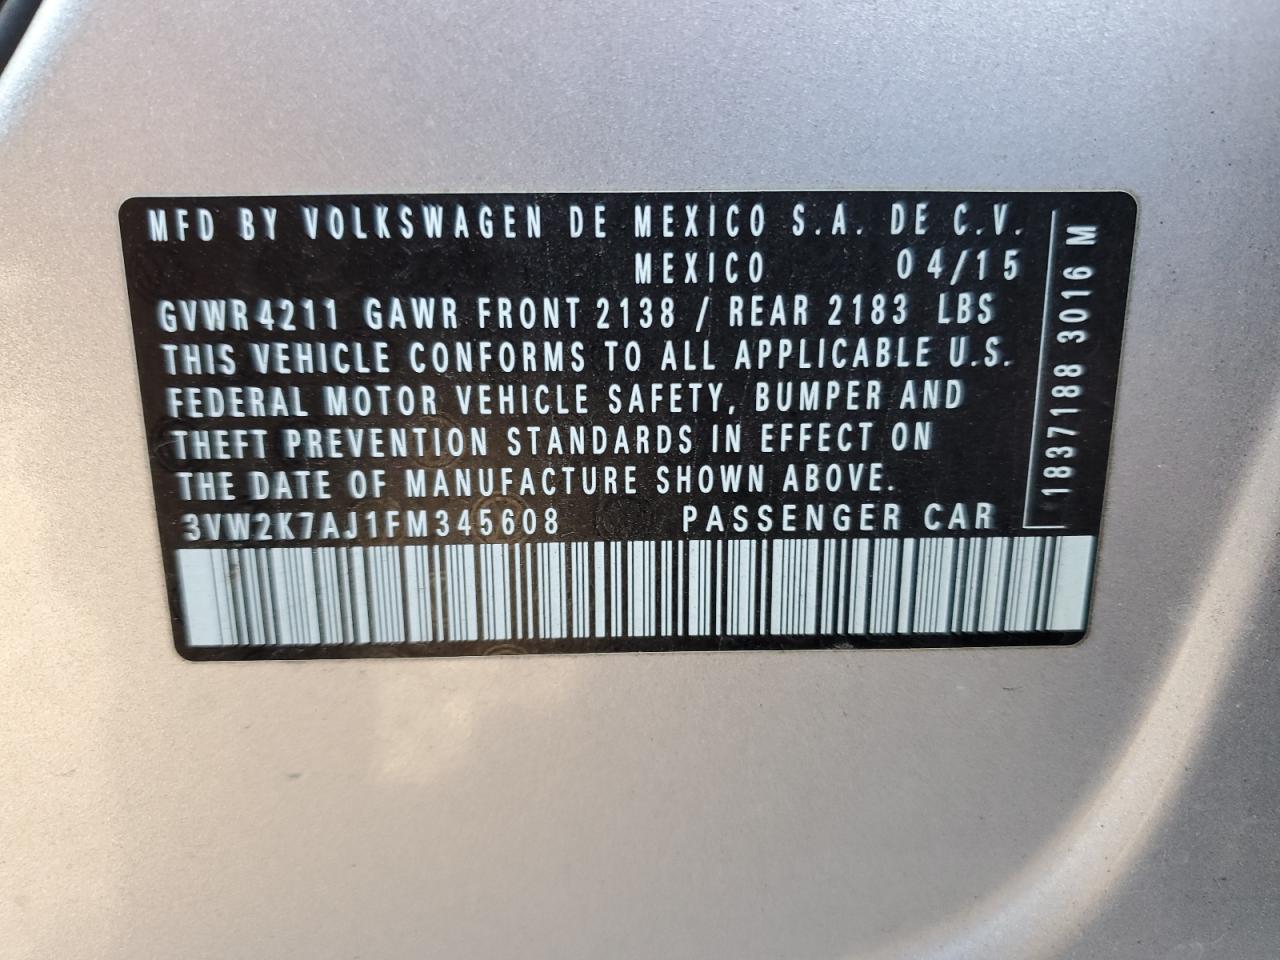 MFD BY VOLKSWAGEN DE MEXICO S.A. DE C.V.
MEXICO 04/15
GVWR 4211 GAWR FRONT 2138 / REAR 2183 LBS
THIS VEHICLE CONFORMS TO ALL APPLICABLE U.S.
FEDERAL MOTOR VEHICLE SAFETY, BUMPER AND
THEFT PREVENTION STANDARDS IN EFFECT ON
THE DATE OF MANUFACTURE SHOWN ABOVE.
3VW2K7AJ1FM345608 PASSENGER CAR
1837188 3016 M